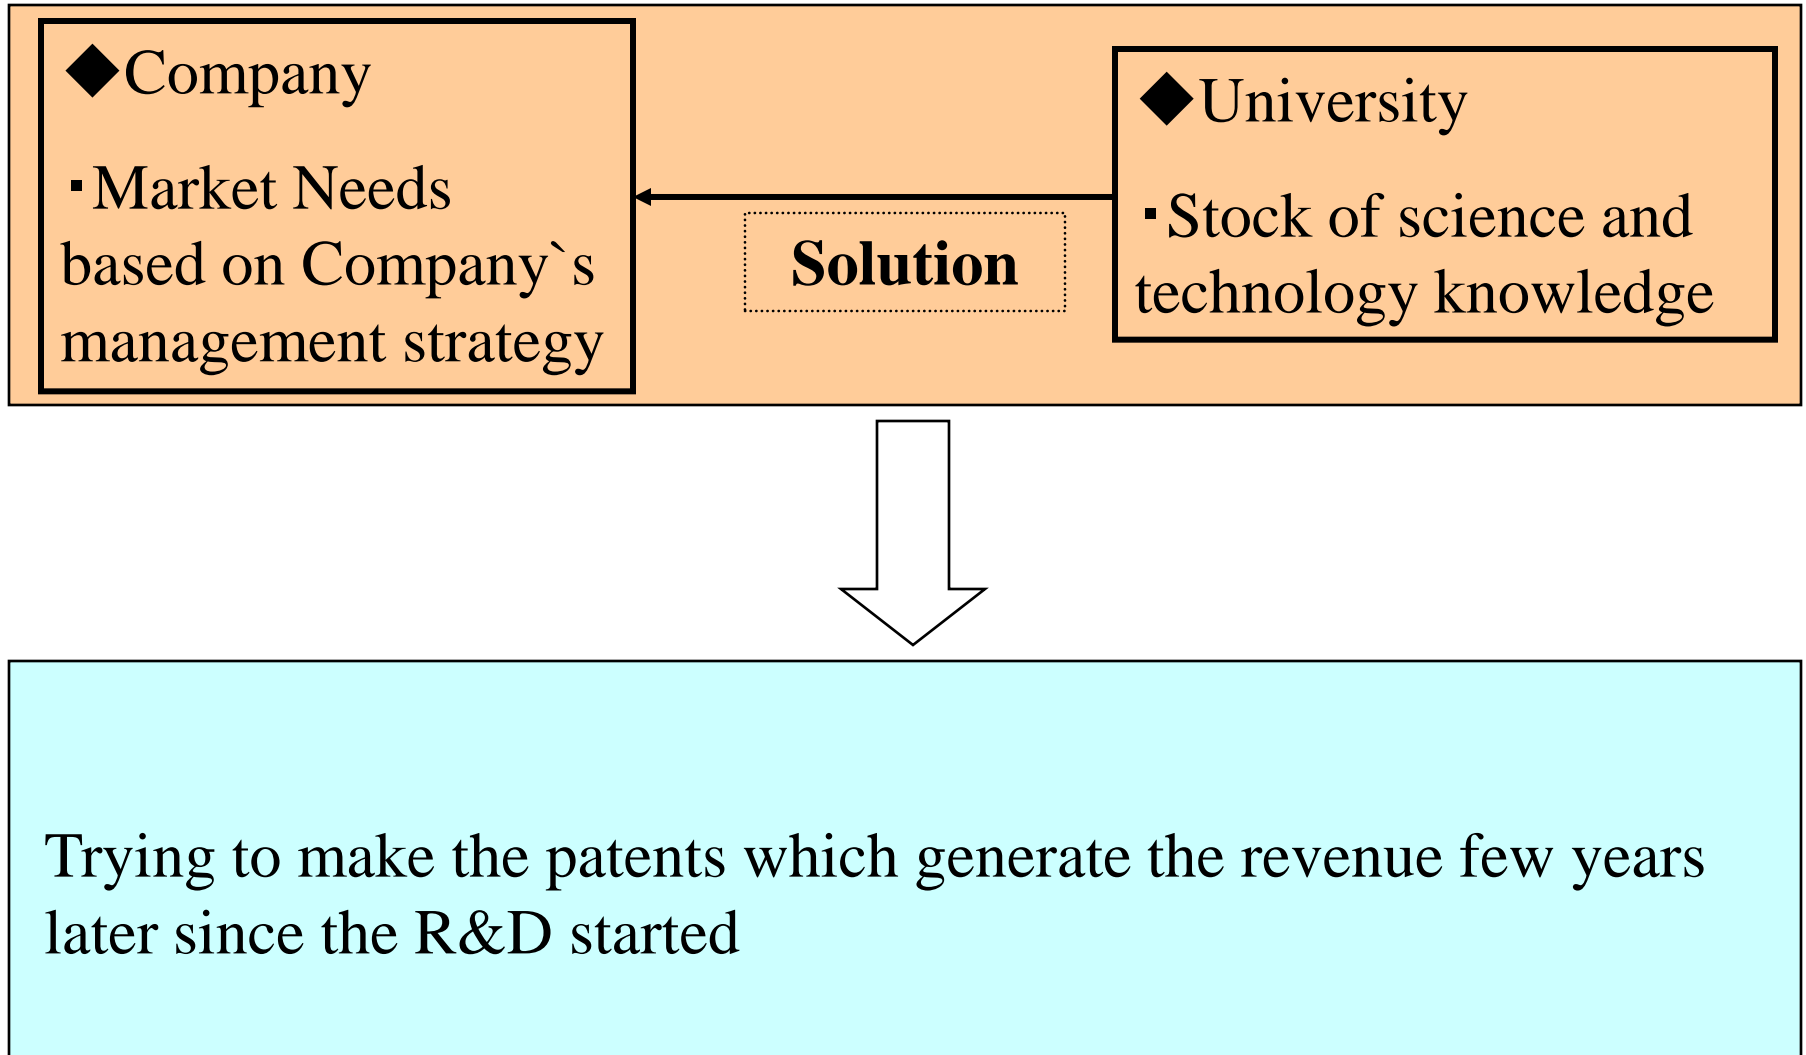 ◆Company
・Market Needs
based on Company`s
management strategy
Solution
◆University
・Stock of science and
technology knowledge
Trying to make the patents which generate the revenue few years
later since the R&D started